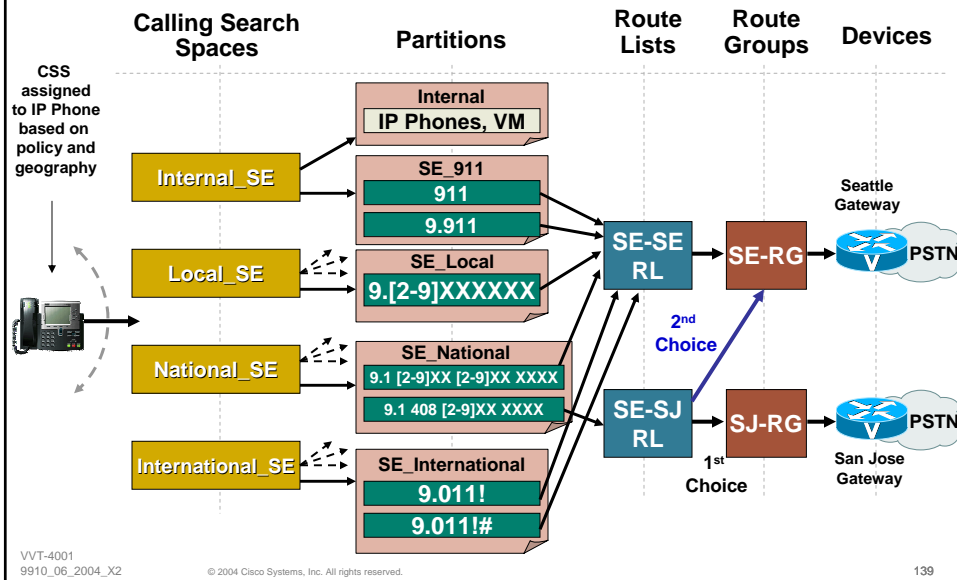 Calling Search
Spaces
Partitions
Route
Lists
Route
Groups
Devices
CSS
assigned
to IP Phone
based on
policy and
geography
Internal_SE
Local_SE
National_SE
International_SE
Internal
IP Phones, VM
SE_911
911
9.911
SE_Local
9.[2-9]XXXXXX
SE_National
9.1 [2-9]XX [2-9]XX XXXX
9.1 408 [2-9]XX XXXX
SE_International
9.011!
9.011!#
SE-SE
RL
SE-SJ
RL
2nd
Choice
1st
Choice
SE-RG
SJ-RG
Seattle
Gateway
V
PSTN
V
PSTN
San Jose
Gateway
VVT-4001
9910_06_2004_X2
© 2004 Cisco Systems, Inc. All rights reserved.
139